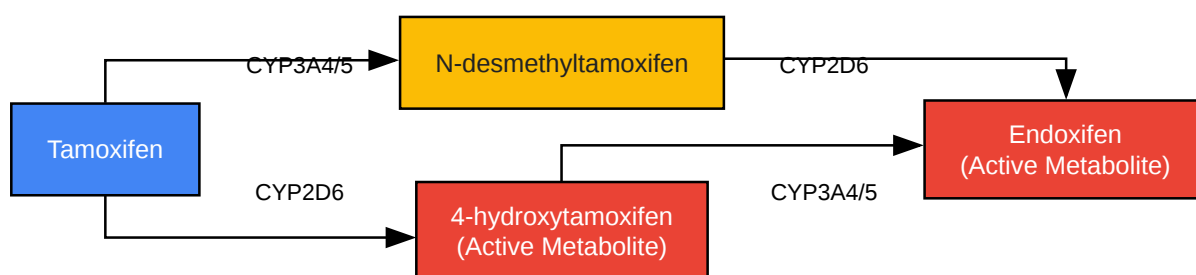 CYP3A4/5
N-desmethyltamoxifen
CYP2D6
Tamoxifen
Endoxifen
(Active Metabolite)
CYP2D6
4-hydroxytamoxifen
(Active Metabolite)
CYP3A4/5